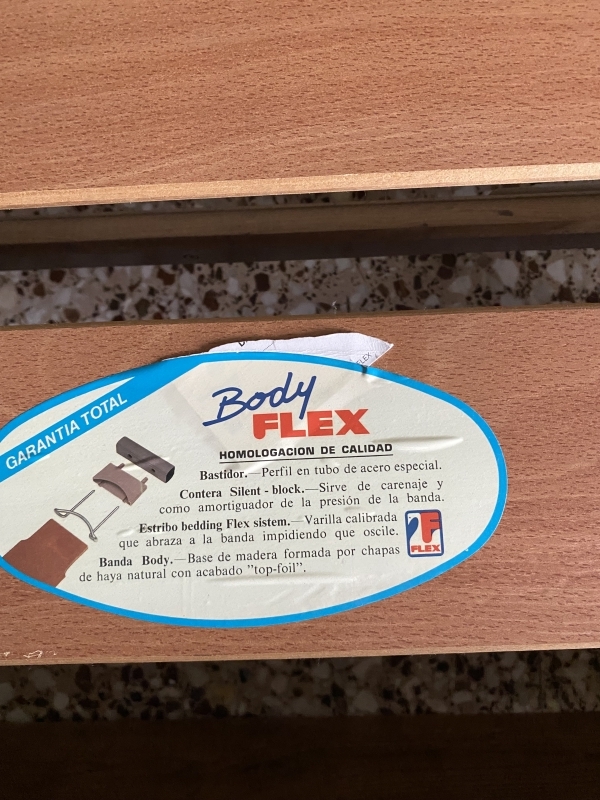 GARANTIA TOTAL
Body
FLEX
HOMOLOGACION DE CALIDAD
Bastidor.—Perfil en tubo de acero especial.
Contera Silent - block.—Sirve de carenaje y
como amortiguador de la presión de la banda.
Estribo bedding Flex sistem.—Varilla calibrada
que abraza a la banda impidiendo que oscile.
Banda Body.—Base de madera formada por chapas
de haya natural con acabado "top-foil".
FLEX
FLEX